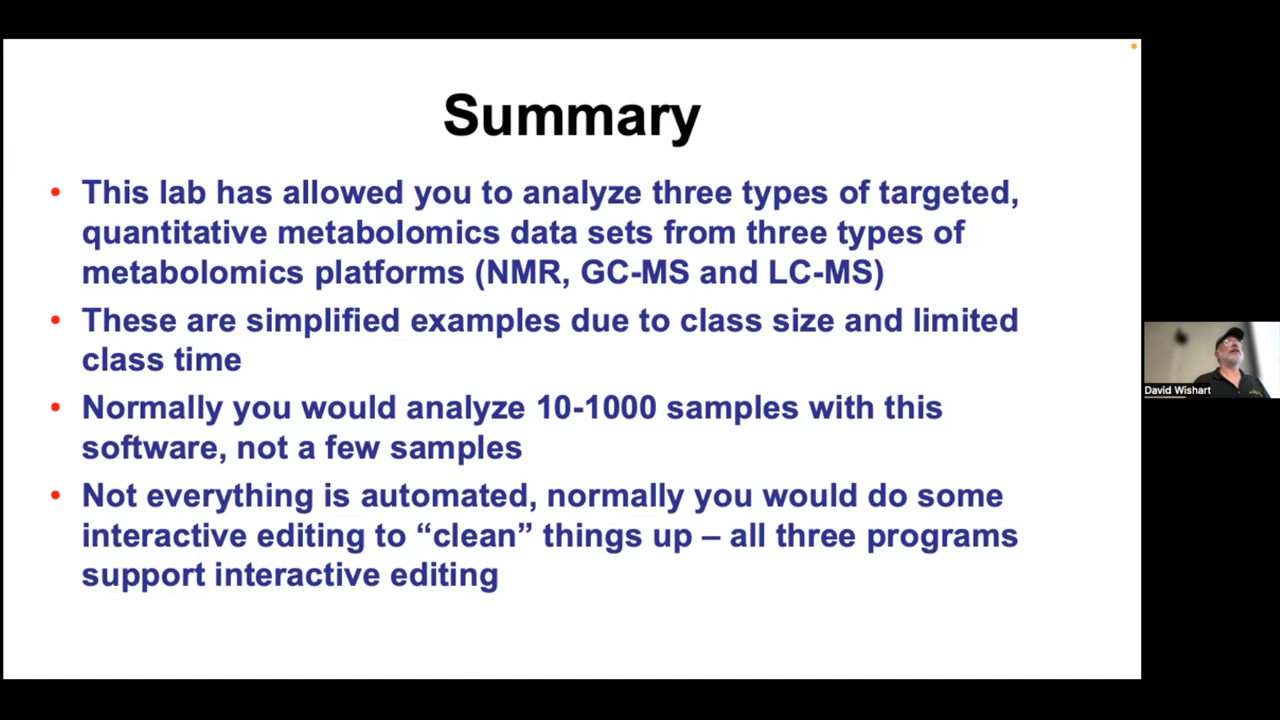 Summary
• This lab has allowed you to analyze three types of targeted,
quantitative metabolomics data sets from three types of
metabolomics platforms (NMR, GC-MS and LC-MS)
• These are simplified examples due to class size and limited
class time
• Normally you would analyze 10-1000 samples with this
software, not a few samples
• Not everything is automated, normally you would do some
interactive editing to “clean” things up – all three programs
support interactive editing
David Wishart